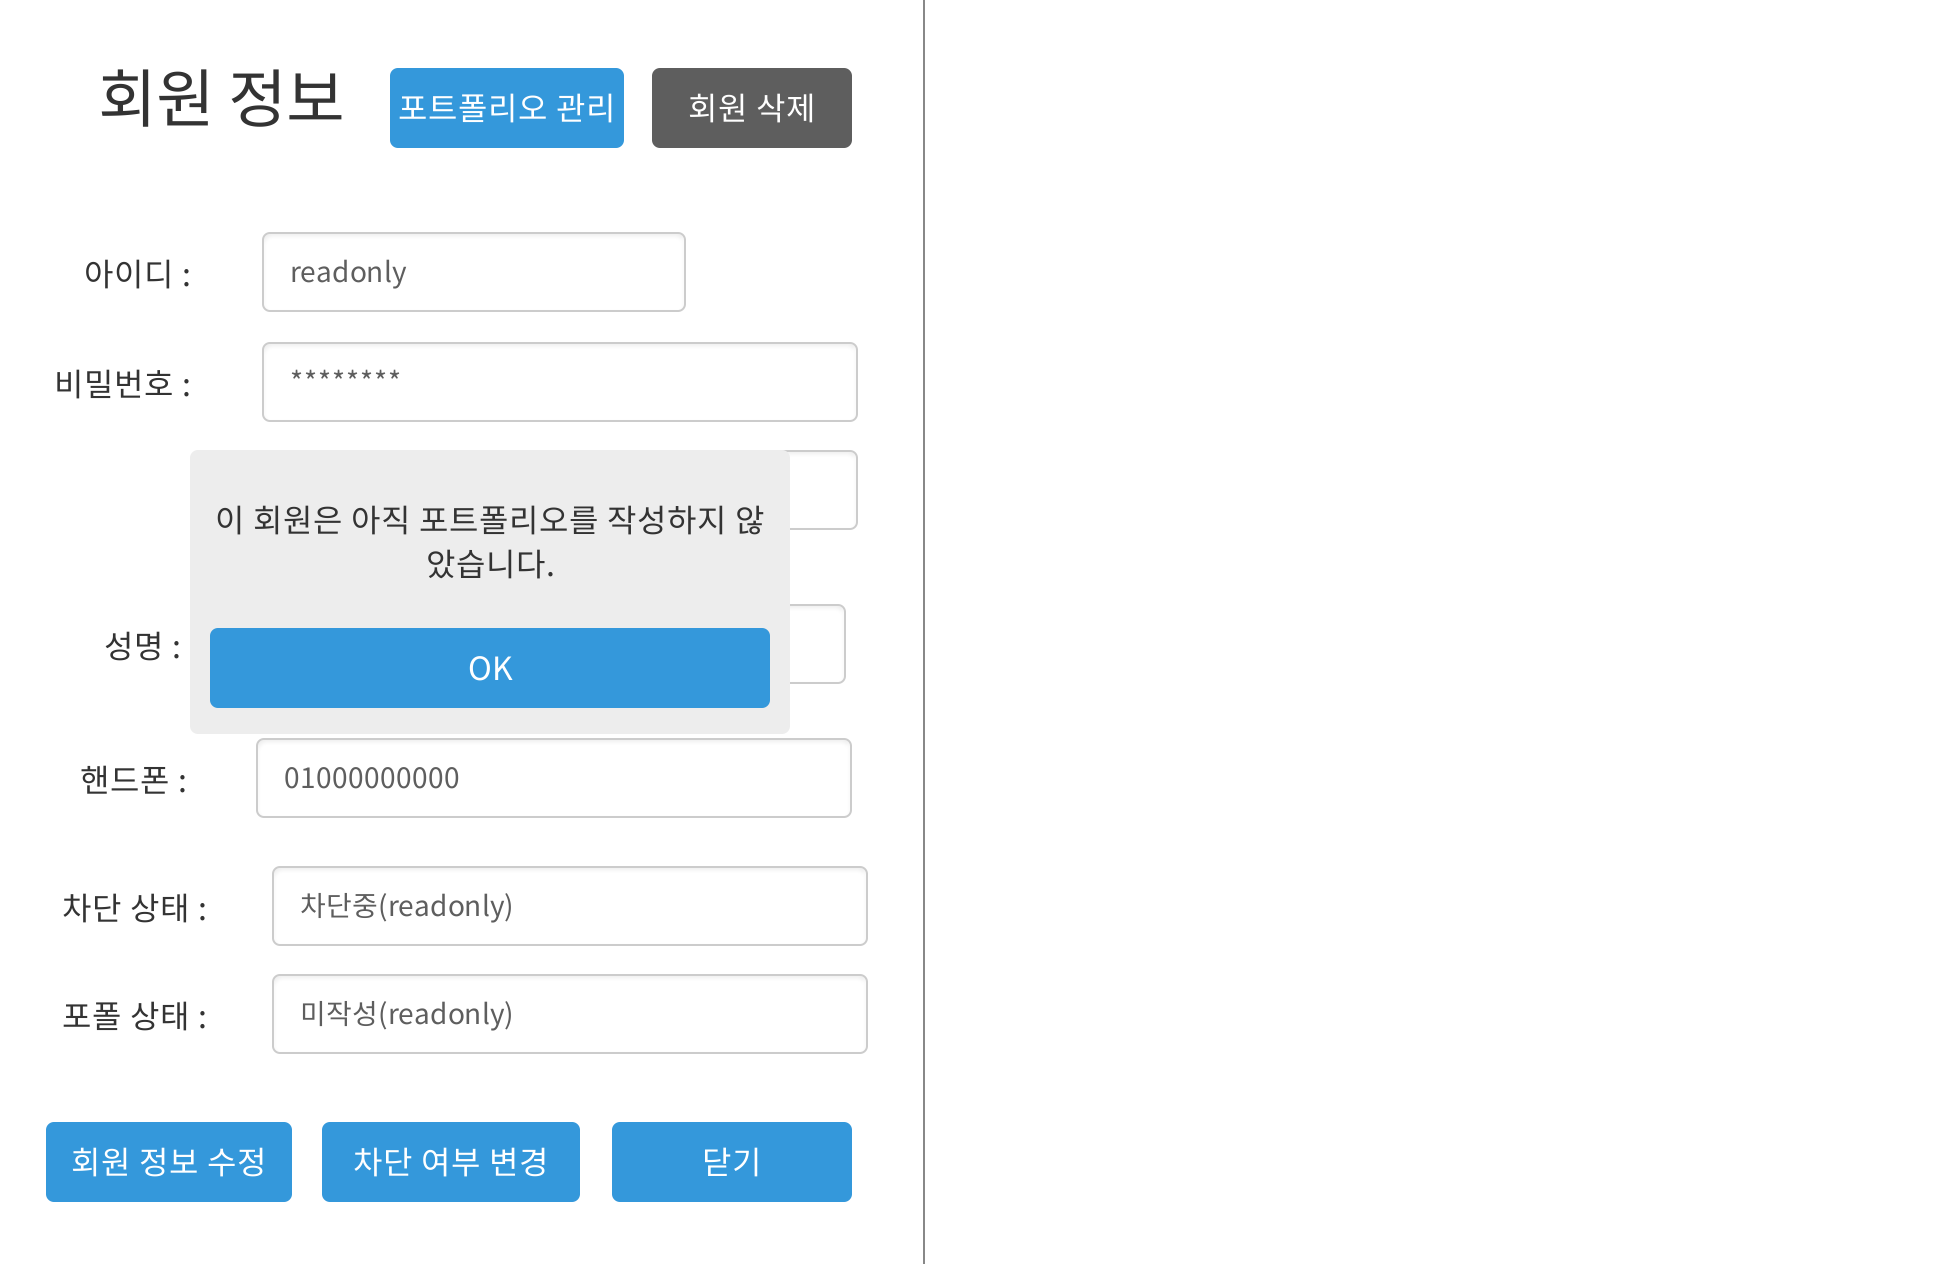 회원 정보
포트폴리오 관리
회원 삭제
아이디 :
readonly
비밀번호 :
********
이 회원은 아직 포트폴리오를 작성하지 않
았습니다.
성명 :
OK
핸드폰 :
01000000000
차단 상태 :
차단중(readonly)
포폴 상태 :
미작성(readonly)
회원 정보 수정
차단 여부 변경
닫기